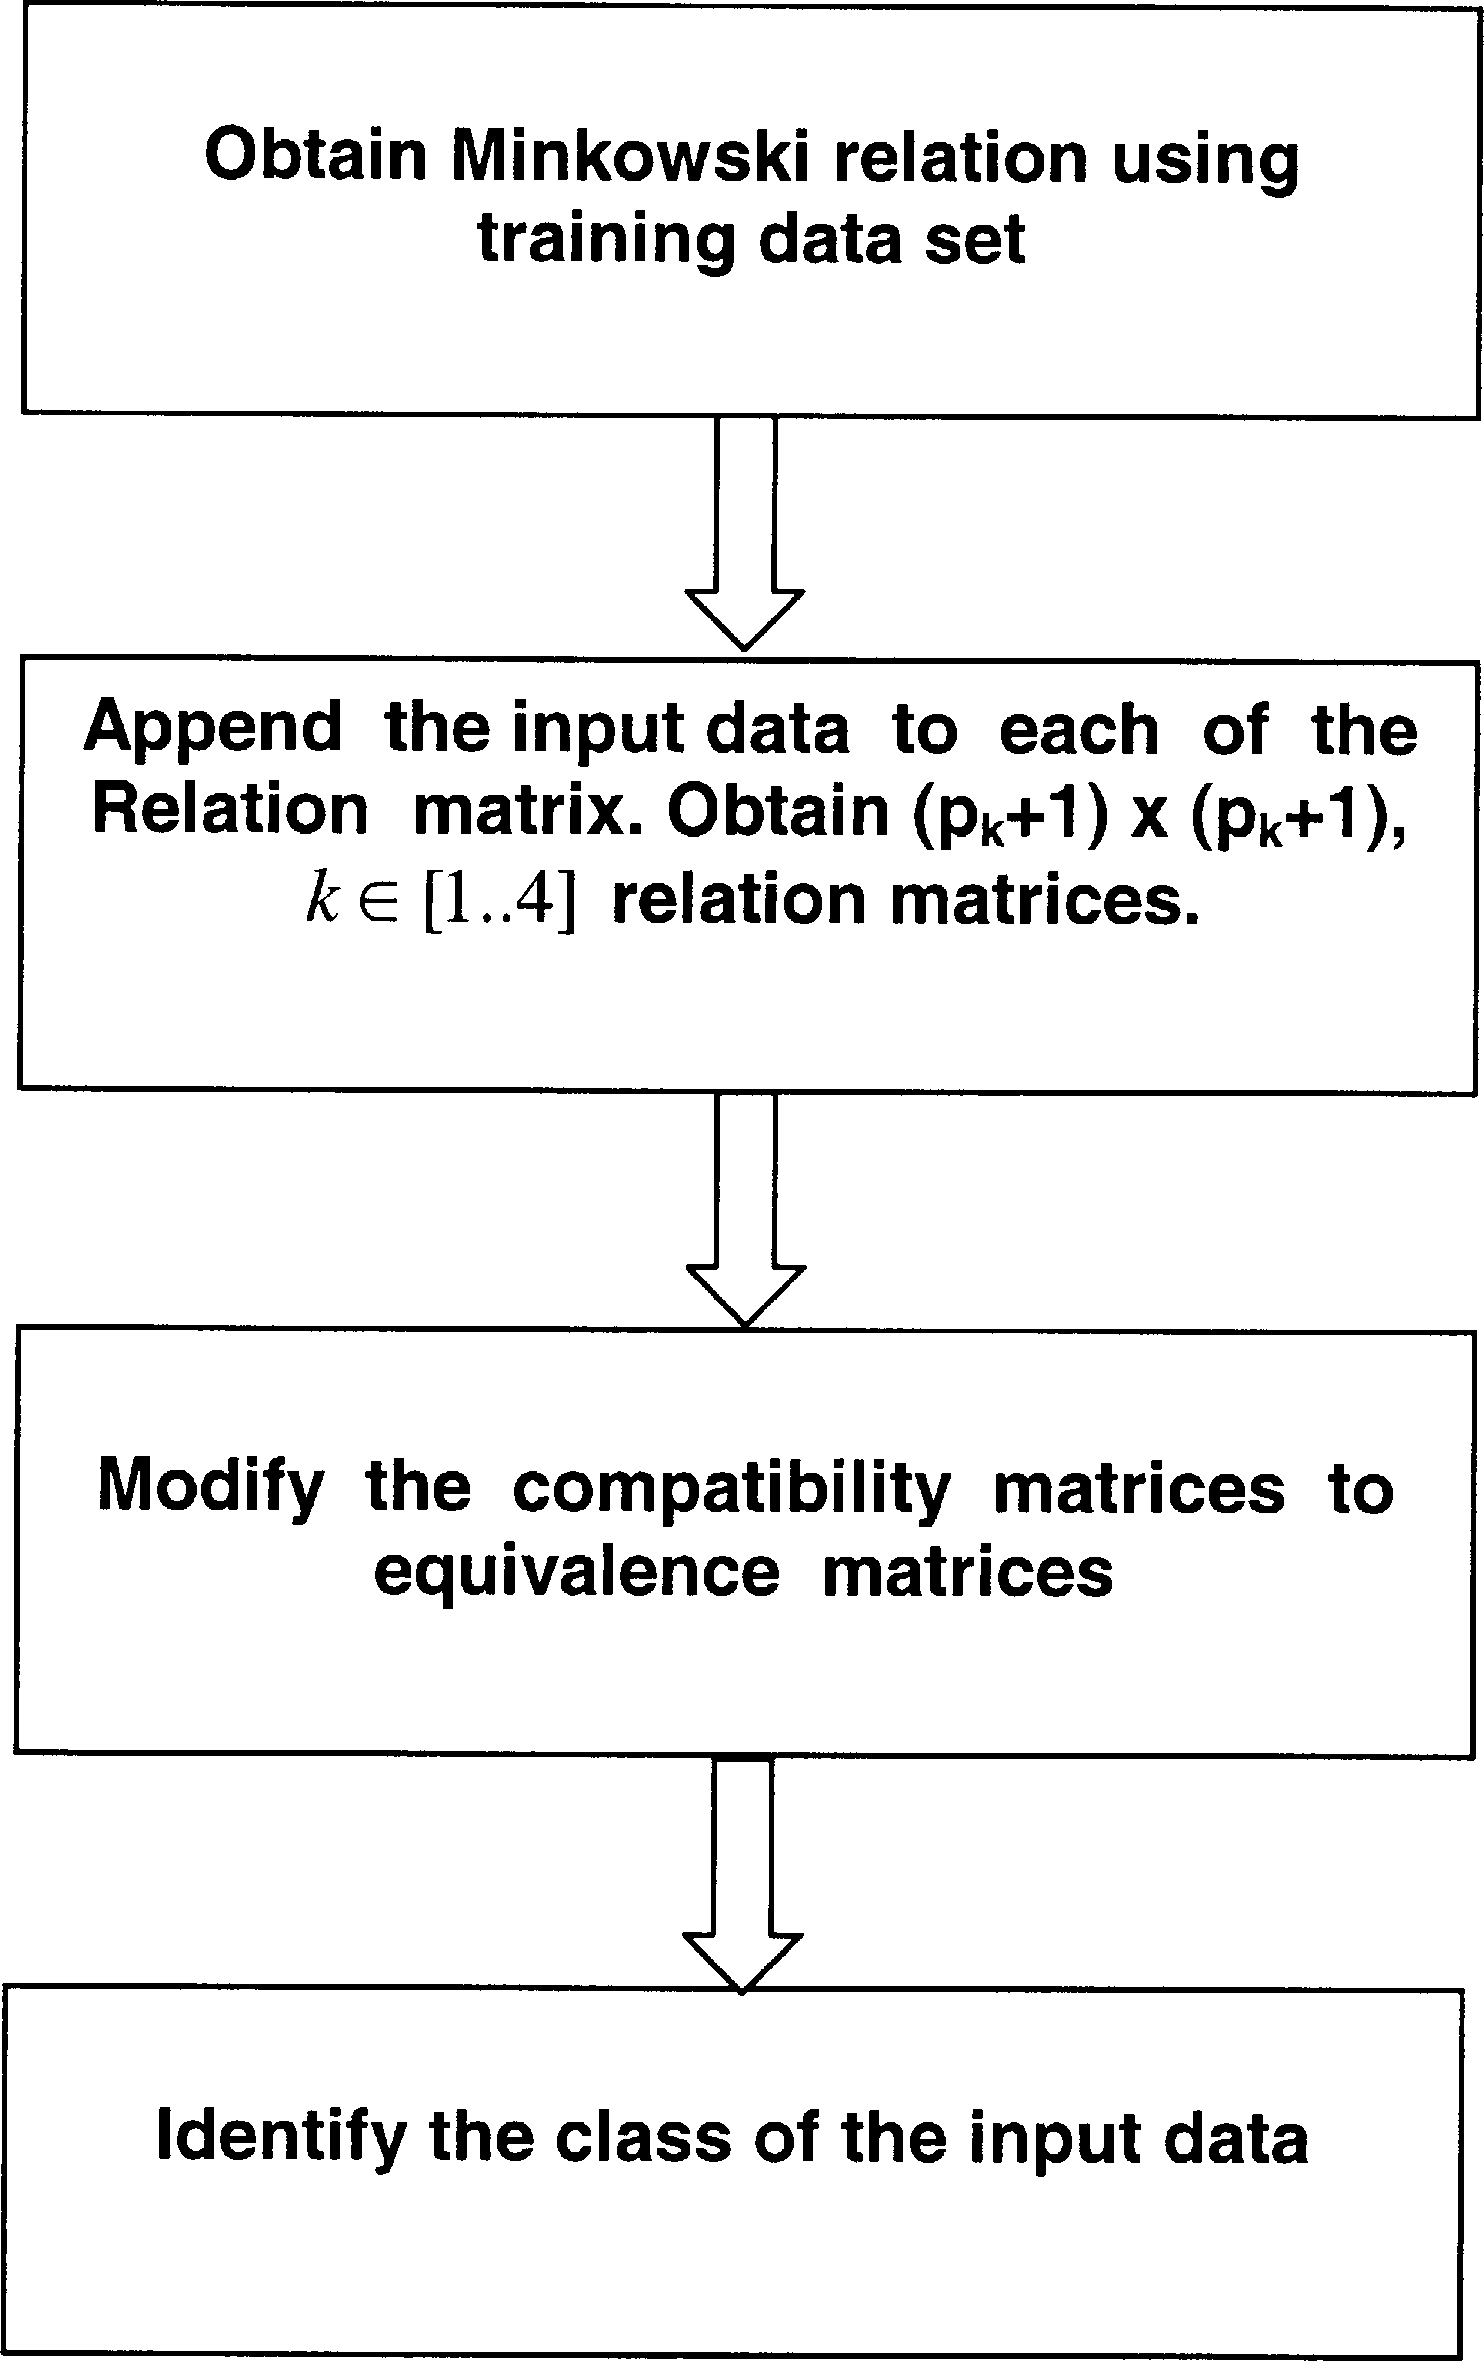 Obtain Minkowski relation using
training data set
Append the input data to each of the
Relation matrix. Obtain (pₖ+1) x (pₖ+1),
k ∈ [1..4] relation matrices.
Modify the compatibility matrices to
equivalence matrices
Identify the class of the input data